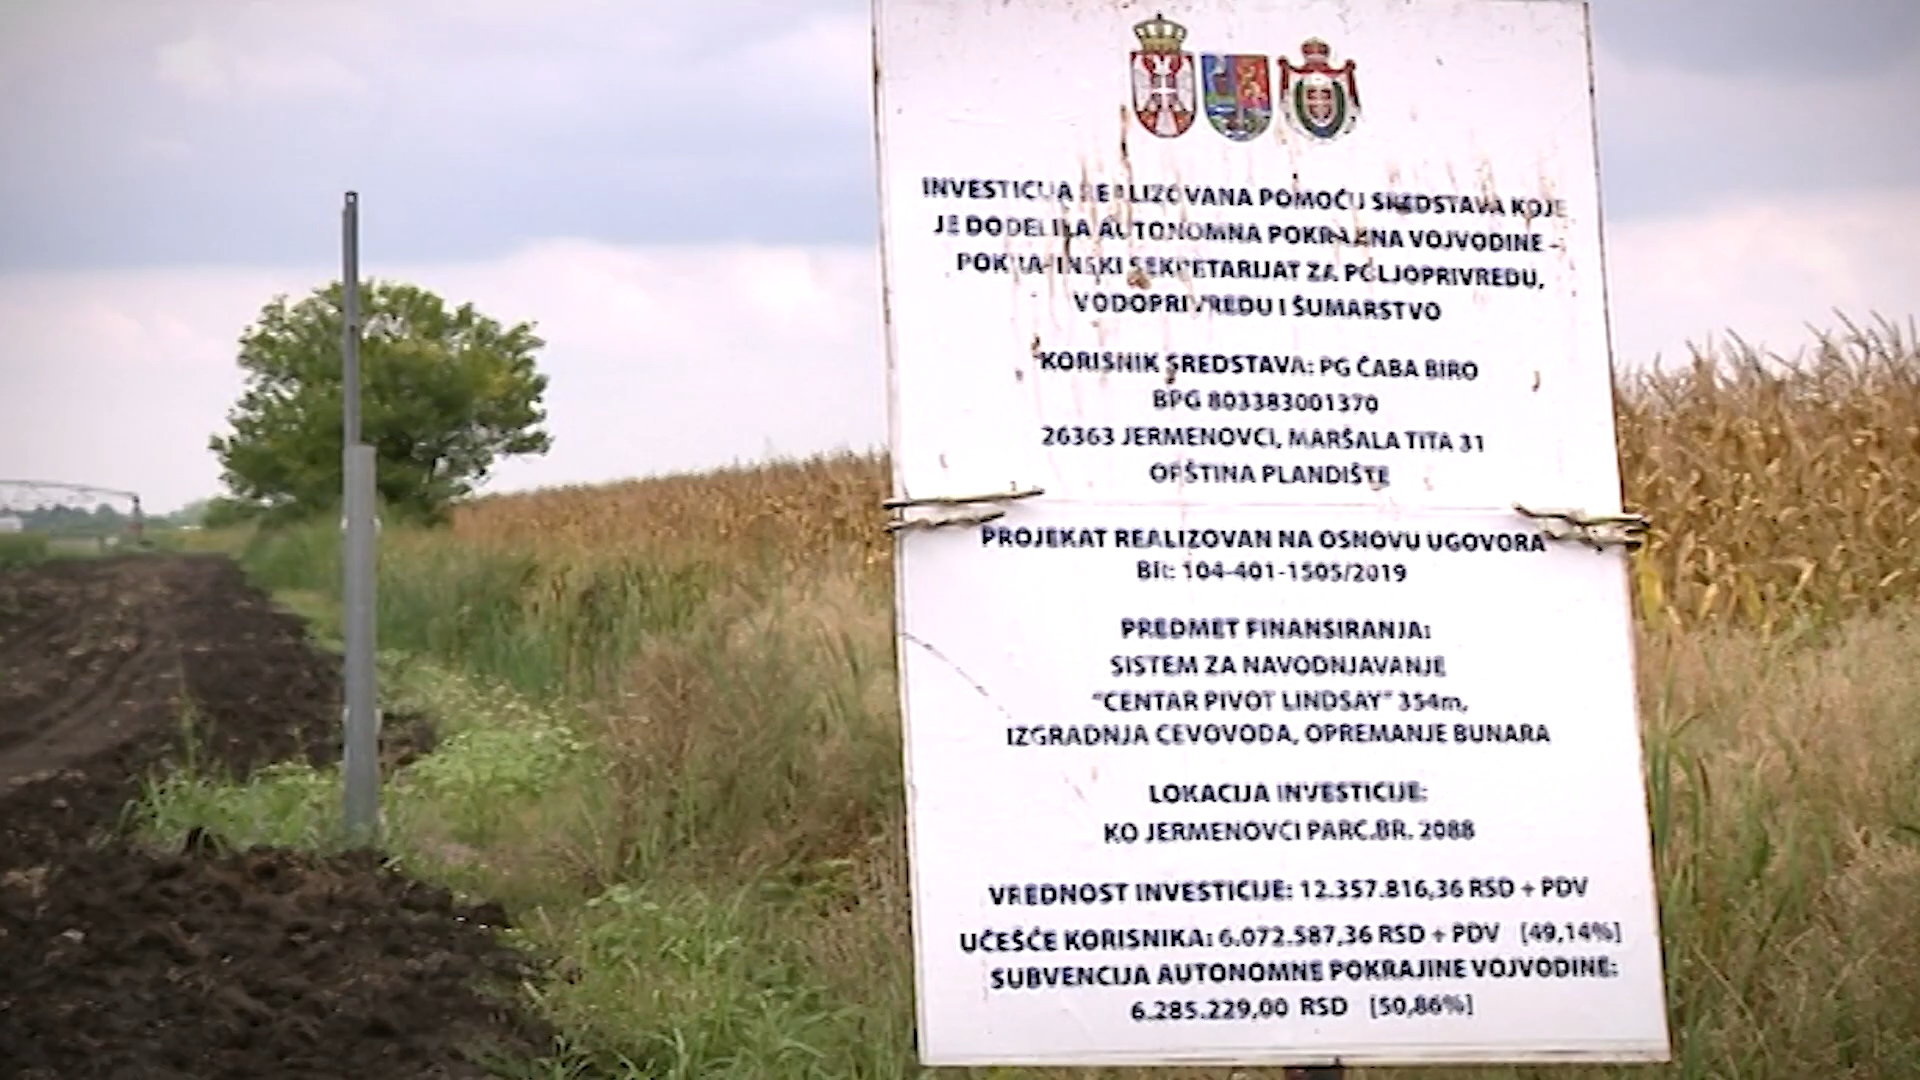 INVESTICIJA REALIZOVANA POMOĆU SREDSTAVA KOJE
JE DODELILA AUTONOMNA POKRAJINA VOJVODINE -
POKRAJINSKI SEKRETARIJAT ZA POLJOPRIVREDU,
VODOPRIVREDU I ŠUMARSTVO
KORISNIK SREDSTAVA: PG ČABA BIRO
BPG 803383001370
26363 JERMENOVCI, MARŠALA TITA 31
OPŠTINA PLANDIŠTE
PROJEKAT REALIZOVAN NA OSNOVU UGOVORA
BR: 104-401-1505/2019
PREDMET FINANSIRANJA:
SISTEM ZA NAVODNJAVANJE
"CENTAR PIVOT LINDSAY" 354m,
IZGRADNJA CEVOVODA, OPREMANJE BUNARA
LOKACIJA INVESTICIJE:
KO JERMENOVCI PARC.BR. 2088
VREDNOST INVESTICIJE: 12.357.816,36 RSD + PDV
UČEŠĆE KORISNIKA: 6.072.587,36 RSD + PDV [49,14%]
SUBVENCIJA AUTONOMNE POKRAJINE VOJVODINE:
6.285.229,00 RSD [50,86%]